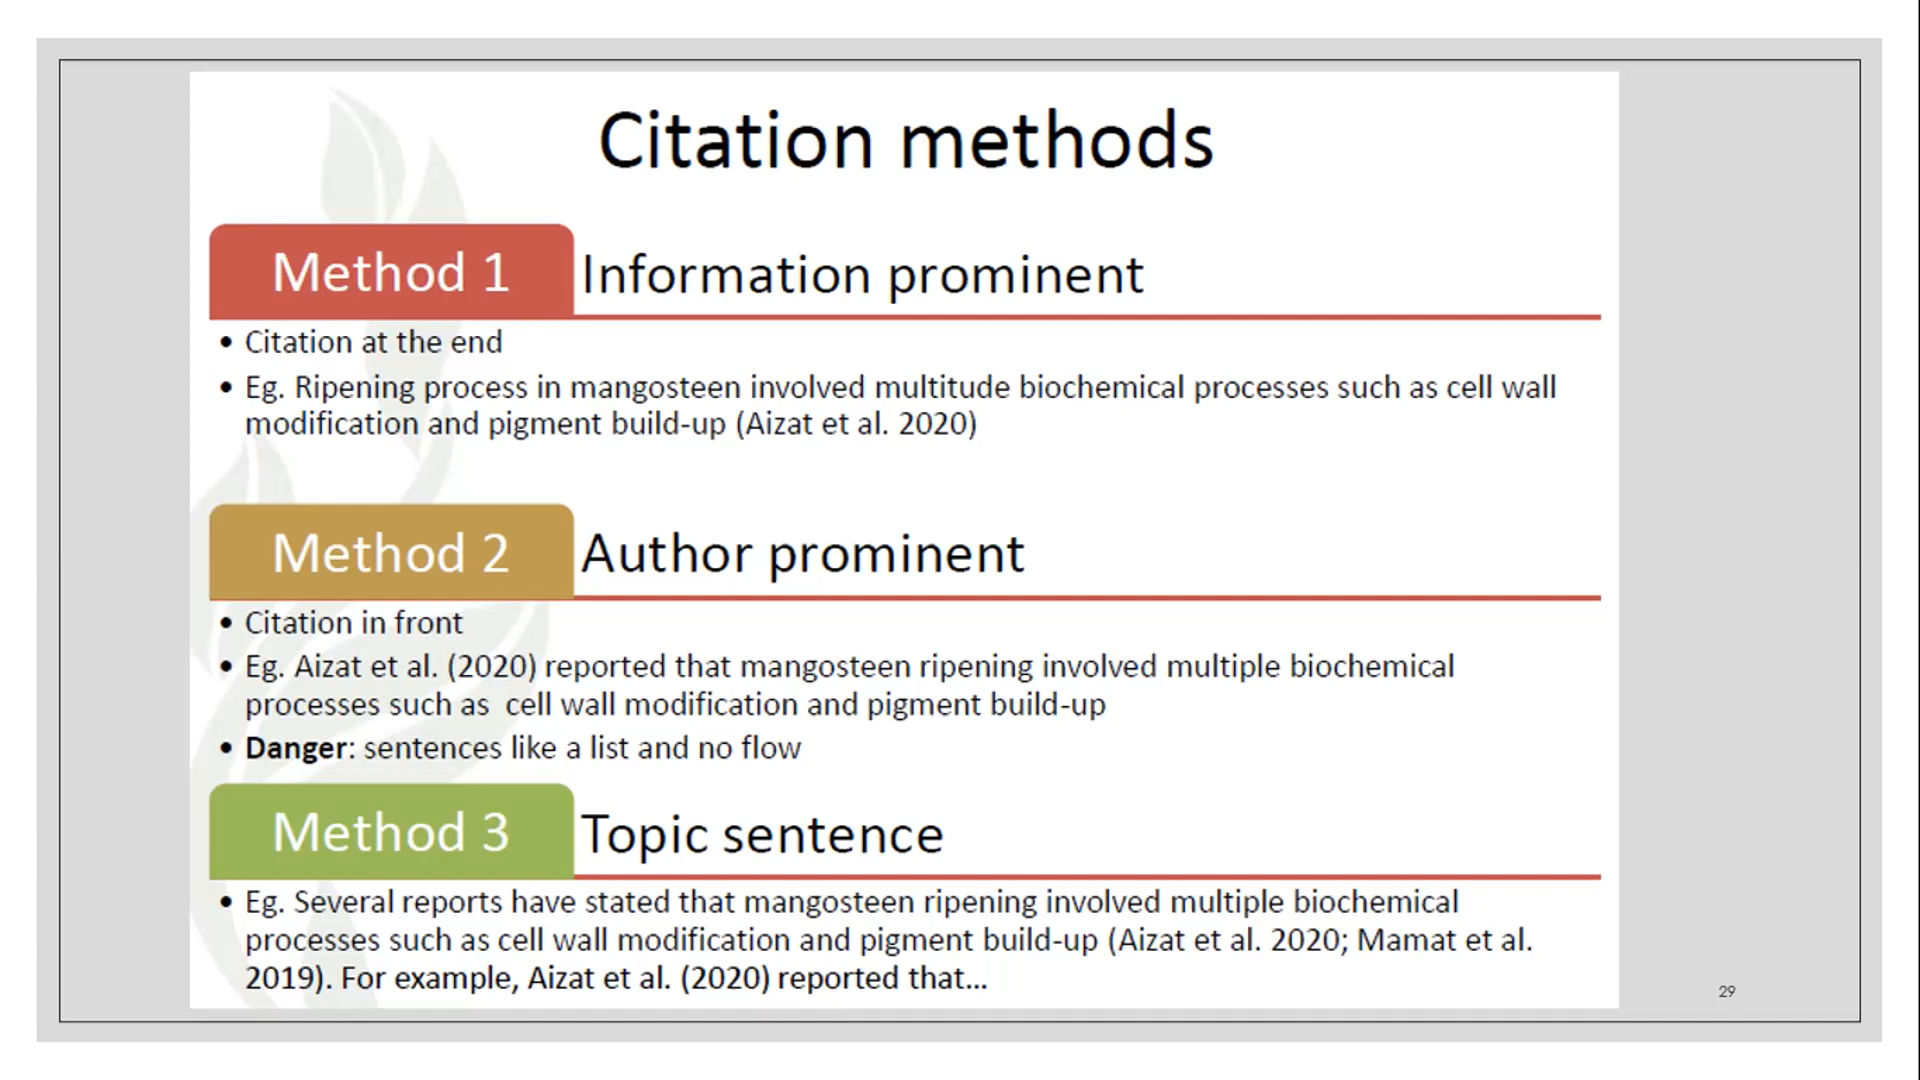 Citation methods
Method 1
Information prominent
• Citation at the end
• Eg. Ripening process in mangosteen involved multitude biochemical processes such as cell wall
modification and pigment build-up (Aizat et al. 2020)
Method 2
Author prominent
• Citation in front
• Eg. Aizat et al. (2020) reported that mangosteen ripening involved multiple biochemical
processes such as cell wall modification and pigment build-up
• Danger: sentences like a list and no flow
Method 3
Topic sentence
• Eg. Several reports have stated that mangosteen ripening involved multiple biochemical
processes such as cell wall modification and pigment build-up (Aizat et al. 2020; Mamat et al.
2019). For example, Aizat et al. (2020) reported that...
29